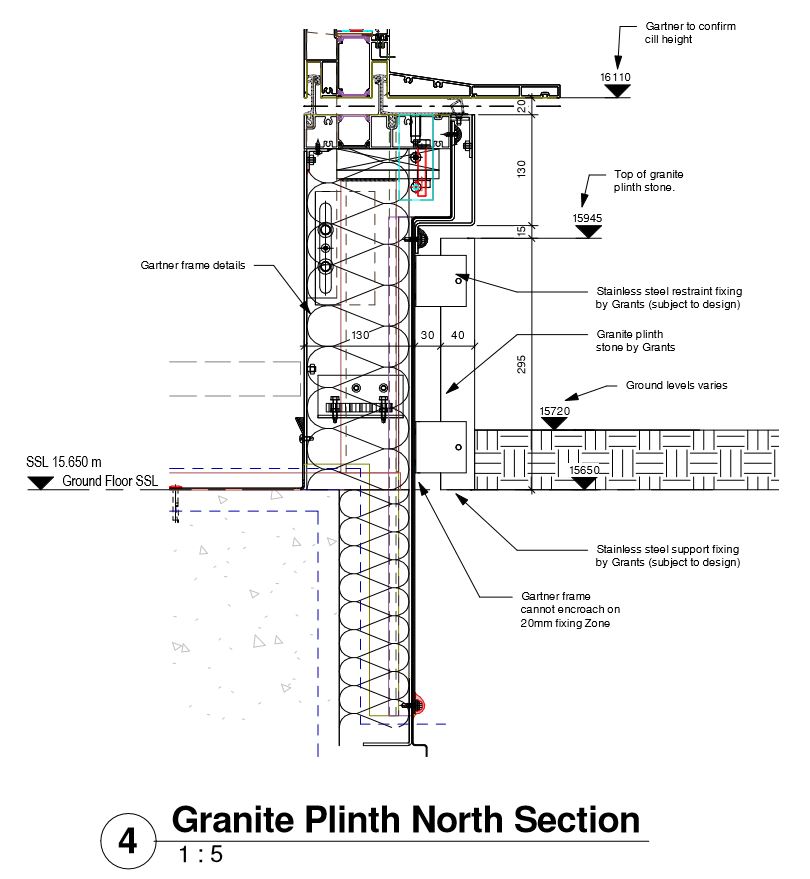 Gartner to confirm
cill height
16110
20
130
Top of granite
plinth stone.
15945
15
Gartner frame details
Stainless steel restraint fixing
by Grants (subject to design)
130
30
40
Granite plinth
stone by Grants
295
Ground levels varies
15720
SSL 15.650 m
Ground Floor SSL
15650
Stainless steel support fixing
by Grants (subject to design)
Gartner frame
cannot encroach on
20mm fixing Zone
4
Granite Plinth North Section
1 : 5